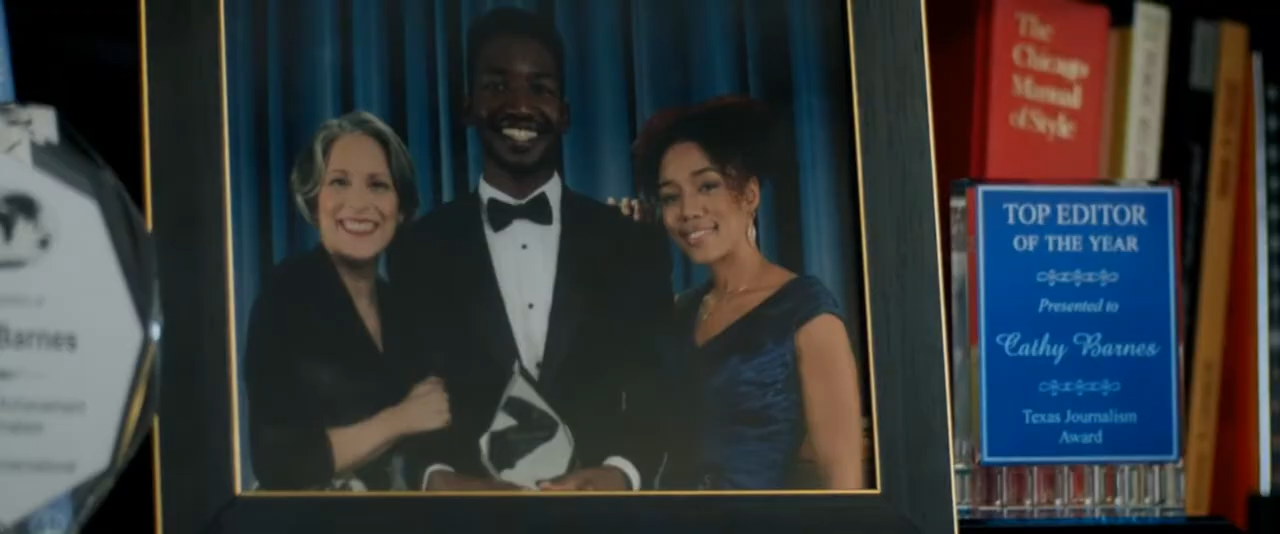 Barnes
The
Chicago
Manual
of Style
TOP EDITOR
OF THE YEAR
Presented to
Cathy Barnes
Texas Journalism
Award